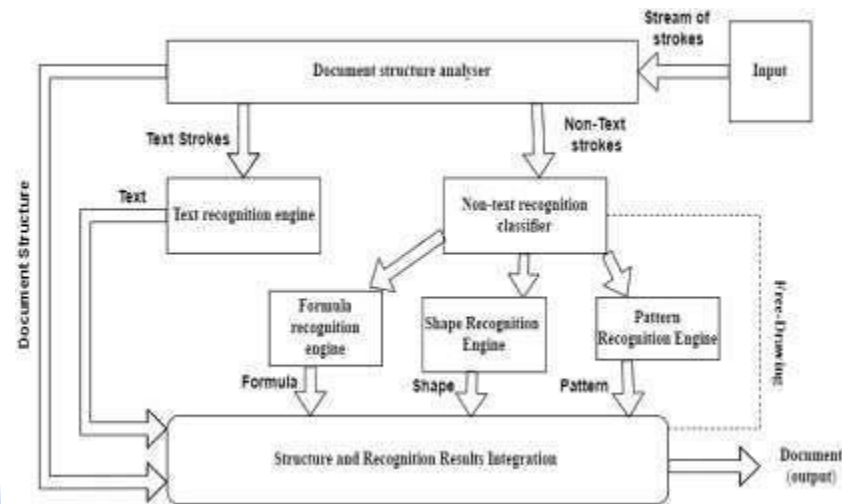 Stream of
strokes
Document structure analyser
Input
Text Strokes
Non-Text
strokes
Text
Text recognition engine
Non-text recognition
classifier
Document Structure
Free-Drawing
Formula
recognition
engine
Shape Recognition
Engine
Pattern
Recognition Engine
Formula
Shape
Pattern
Structure and Recognition Results Integration
Document
(output)